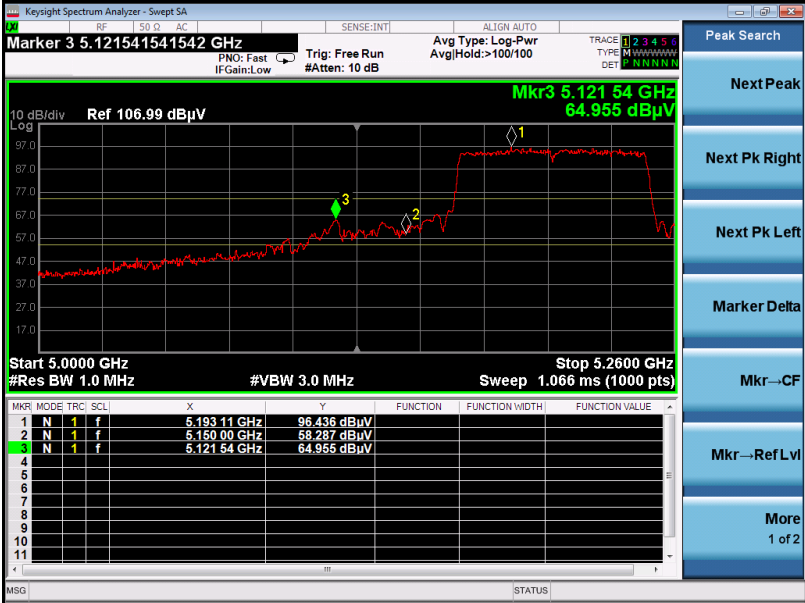 Keysight Spectrum Analyzer - Swept SA
LXI
RF 50 Ω AC SENSE:INT ALIGN AUTO
Marker 3 5.121541541542 GHz
PNO: Fast
IFGain:Low
Trig: Free Run
#Atten: 10 dB
Avg Type: Log-Pwr
Avg|Hold:>100/100
TRACE 1 2 3 4 5 6
TYPE MWWWWW
DET P NNNNN
Mkr3 5.121 54 GHz
64.955 dBµV
10 dB/div Ref 106.99 dBµV
Log
97.0
87.0
77.0
67.0
57.0
47.0
37.0
27.0
17.0
1
3
2
Start 5.0000 GHz Stop 5.2600 GHz
#Res BW 1.0 MHz #VBW 3.0 MHz Sweep 1.066 ms (1000 pts)
MKR MODE TRC SCL X Y FUNCTION FUNCTION WIDTH FUNCTION VALUE
1 N 1 f 5.193 11 GHz 96.436 dBµV
2 N 1 f 5.150 00 GHz 58.287 dBµV
3 N 1 f 5.121 54 GHz 64.955 dBµV
4
5
6
7
8
9
10
11
MSG STATUS
Peak Search
Next Peak
Next Pk Right
Next Pk Left
Marker Delta
Mkr→CF
Mkr→Ref Lvl
More
1 of 2